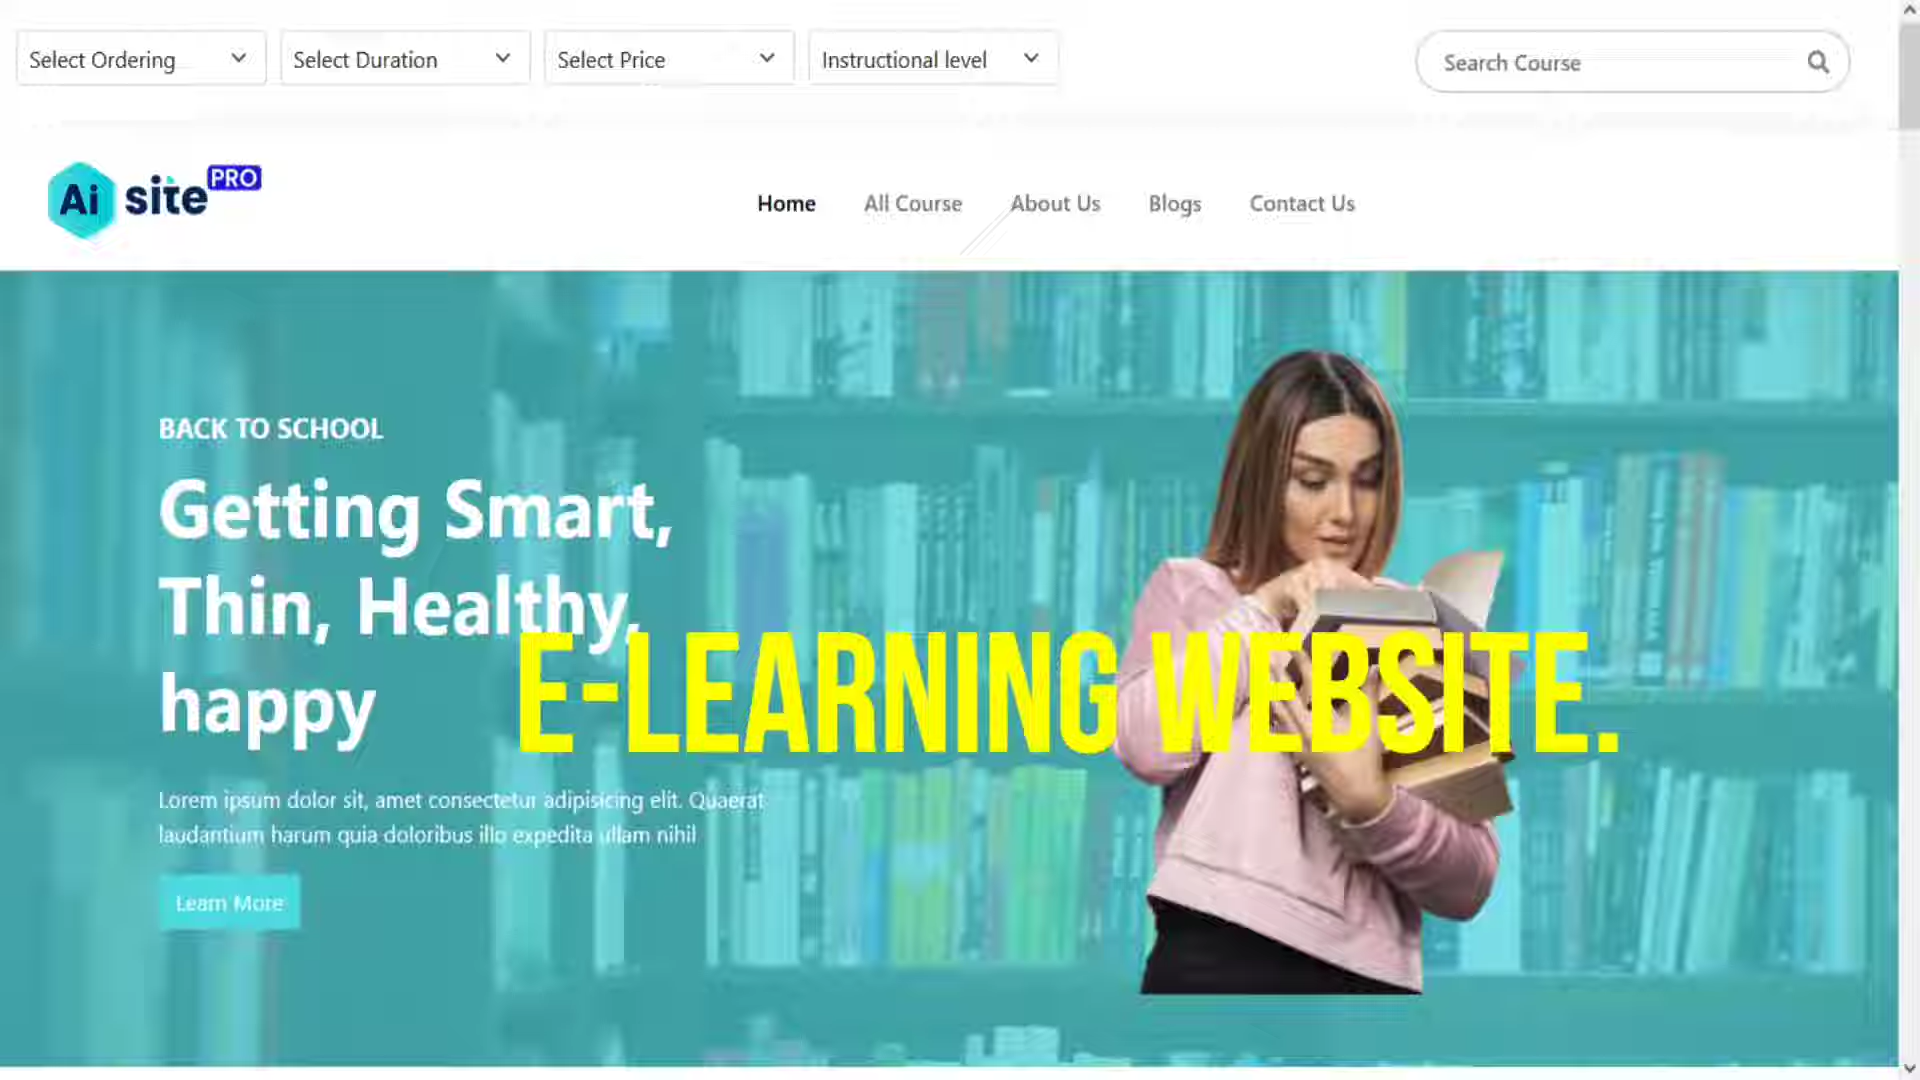 Select Ordering
Select Duration
Select Price
Instructional level
Search Course
Ai site PRO
Home
All Course
About Us
Blogs
Contact Us
BACK TO SCHOOL
Getting Smart,
Thin, Healthy,
happy
E-LEARNING WEBSITE.
Lorem ipsum dolor sit, amet consectetur adipisicing elit. Quaerat
laudantium harum quia doloribus illo expedita ullam nihil
Learn More